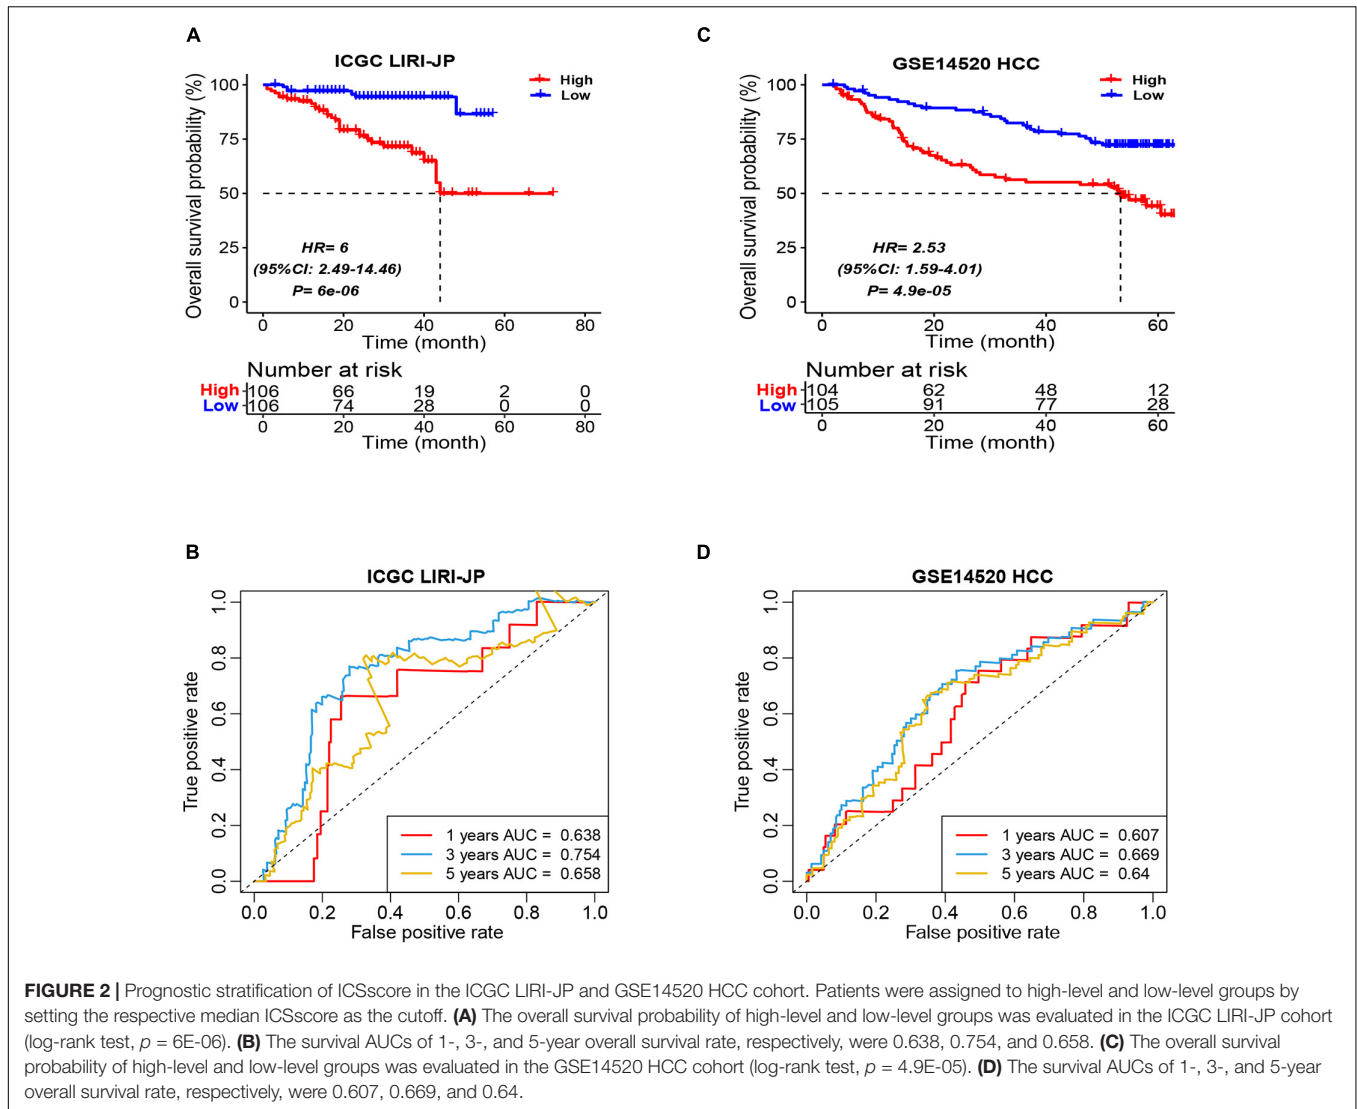 A
ICGC LIRI-JP
High
Low
Overall survival probability (%)
100
75
50
25
0
HR= 6
(95%CI: 2.49-14.46)
P= 6e-06
0 20 40 60 80
Time (month)
Number at risk
High 106 66 19 2 0
Low 106 74 28 0 0
0 20 40 60 80
Time (month)
C
GSE14520 HCC
High
Low
Overall survival probability (%)
100
75
50
25
0
HR= 2.53
(95%CI: 1.59-4.01)
P= 4.9e-05
0 20 40 60
Time (month)
Number at risk
High 104 62 48 12
Low 105 91 77 28
0 20 40 60
Time (month)
B
ICGC LIRI-JP
True positive rate
1.0
0.8
0.6
0.4
0.2
0.0
1 years AUC = 0.638
3 years AUC = 0.754
5 years AUC = 0.658
0.0 0.2 0.4 0.6 0.8 1.0
False positive rate
D
GSE14520 HCC
True positive rate
1.0
0.8
0.6
0.4
0.2
0.0
1 years AUC = 0.607
3 years AUC = 0.669
5 years AUC = 0.64
0.0 0.2 0.4 0.6 0.8 1.0
False positive rate
FIGURE 2 | Prognostic stratification of ICSscore in the ICGC LIRI-JP and GSE14520 HCC cohort. Patients were assigned to high-level and low-level groups by
setting the respective median ICSscore as the cutoff. (A) The overall survival probability of high-level and low-level groups was evaluated in the ICGC LIRI-JP cohort
(log-rank test, p = 6E-06). (B) The survival AUCs of 1-, 3-, and 5-year overall survival rate, respectively, were 0.638, 0.754, and 0.658. (C) The overall survival
probability of high-level and low-level groups was evaluated in the GSE14520 HCC cohort (log-rank test, p = 4.9E-05). (D) The survival AUCs of 1-, 3-, and 5-year
overall survival rate, respectively, were 0.607, 0.669, and 0.64.